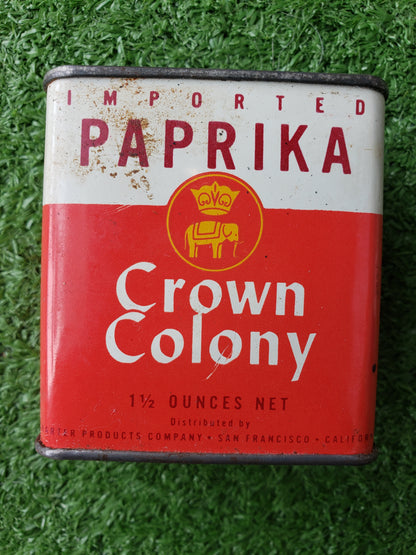 IMPORTED
PAPRIKA
Crown
Colony
1½ OUNCES NET
Distributed by
PRODUCTS COMPANY • SAN FRANCISCO •